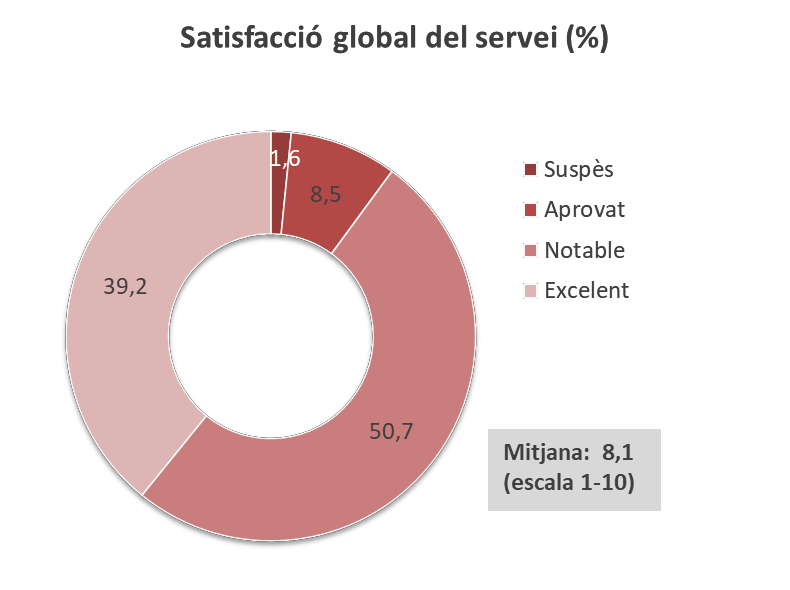 Satisfacció global del servei (%)
1,6
8,5
39,2
50,7
Suspès
Aprovat
Notable
Excelent
Mitjana:  8,1
(escala 1-10)